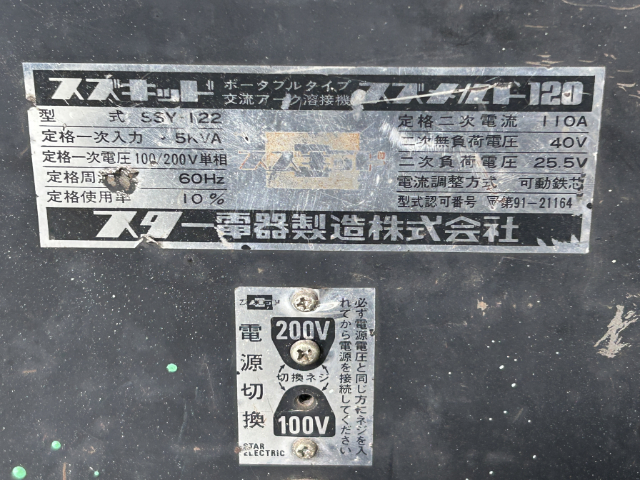 スズキッド ポータブルタイプ 交流アーク溶接機 スズメイト120
型 式 SSY-122
定格一次入力 5KVA
定格一次電圧 100/200V単相
定格周波 60Hz
定格使用率 10%
スズキッド
定格二次電流 110A
二次無負荷電圧 40V
二次負荷電圧 25.5V
電流調整方式 可動鉄芯
型式認可番号 〒第91-21164
スター電器製造株式会社
電源切換
200V
切換ネジ
100V
STAR ELECTRIC
必ず電源電圧と同じ方にネジを入
れてから電源を接続してください